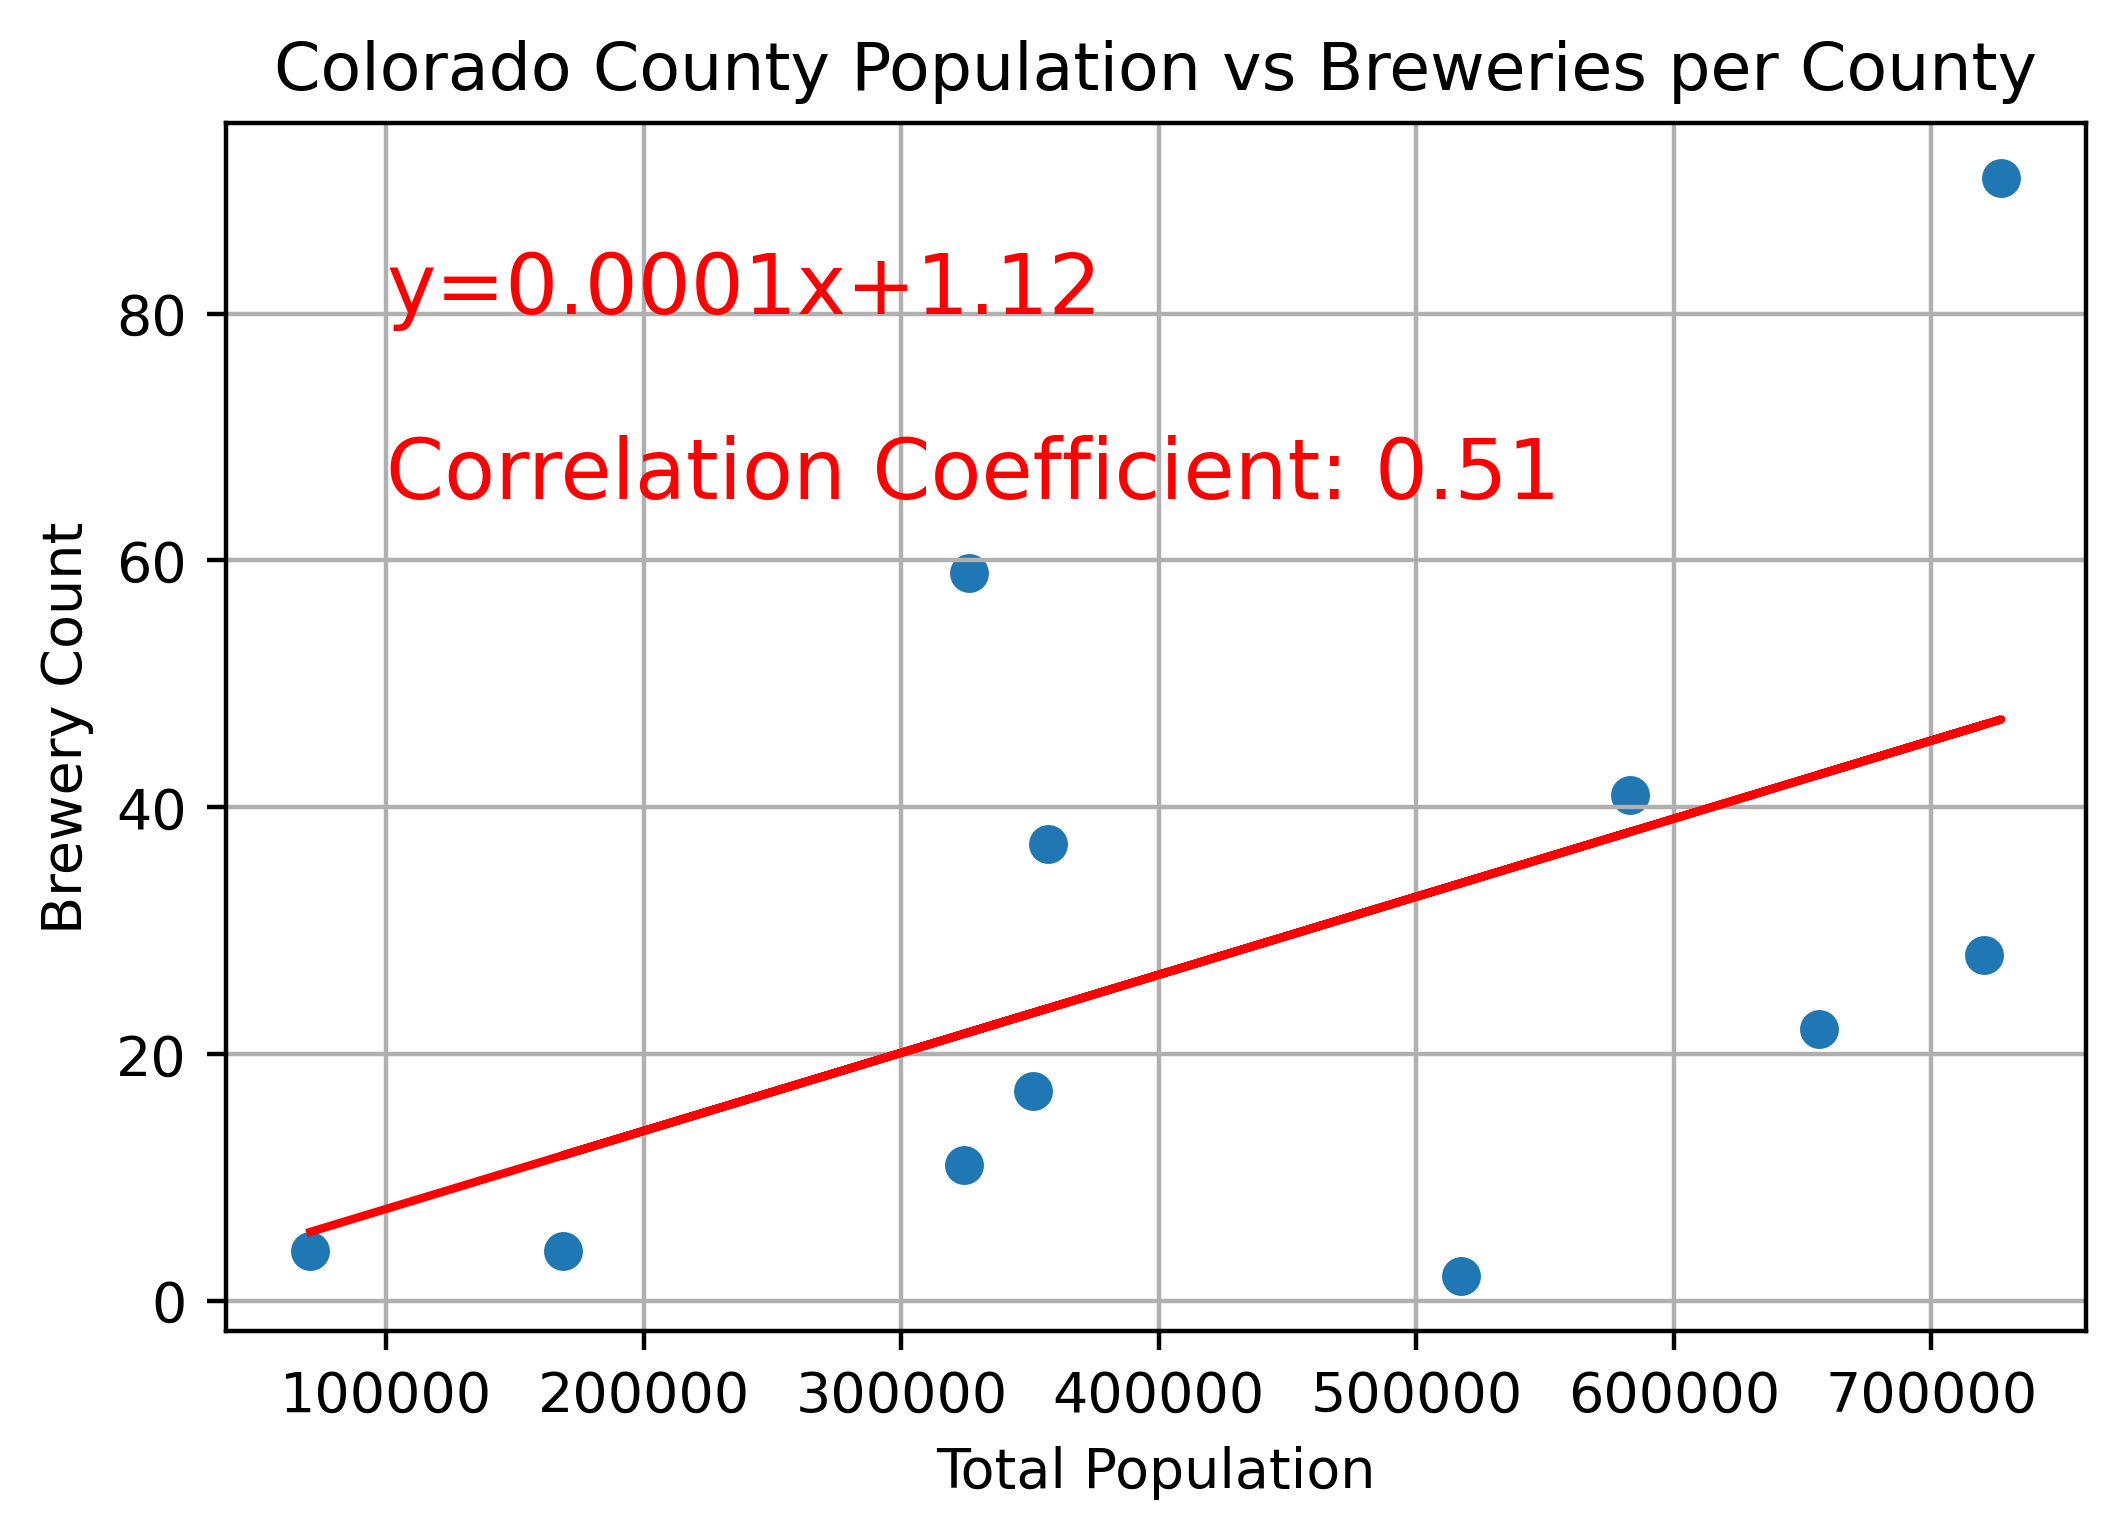 Colorado County Population vs Breweries per County
y=0.0001x+1.12
Correlation Coefficient: 0.51
Brewery Count
80
60
40
20
0
100000 200000 300000 400000 500000 600000 700000
Total Population